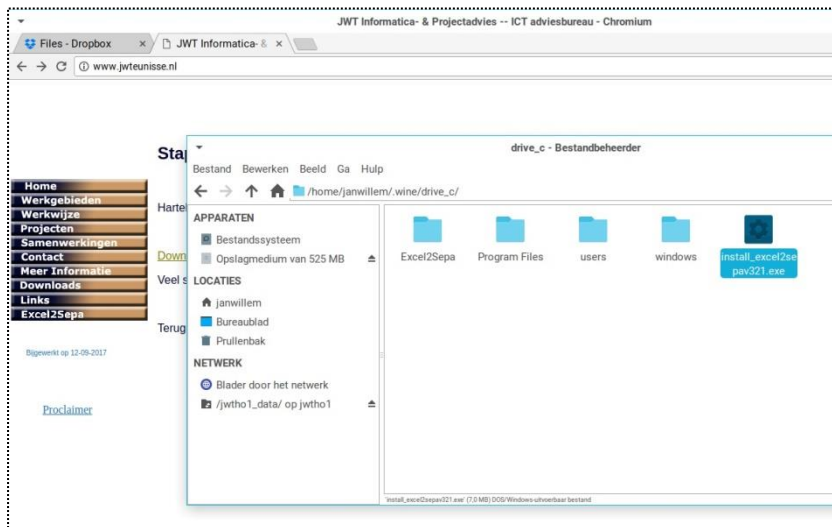 JWT Informatica- & Projectadvies -- ICT adviesbureau - Chromium
Files - Dropbox × JWT Informatica- & ×
www.jwteunisse.nl
Home
Werkgebieden
Werkwijze
Projecten
Samenwerkingen
Contact
Meer Informatie
Downloads
Links
Excel2Sepa
Bijgewerkt op 12-09-2017
Proclaimer
Stap
Harte
Down
Veel s
Terug
drive_c - Bestandbeheerder
Bestand Bewerken Beeld Ga Hulp
/home/janwillem/.wine/drive_c/
APPARATEN
Bestandssysteem
Opslagmedium van 525 MB
LOCATIES
janwillem
Bureaublad
Prullenbak
NETWERK
Blader door het netwerk
/jwtho1_data/ op jwtho1
Excel2Sepa Program Files users windows install_excel2se
pav321.exe
'install_excel2sepav321.exe' (7,0 MB) DOS/Windows-uitvoerbaar bestand